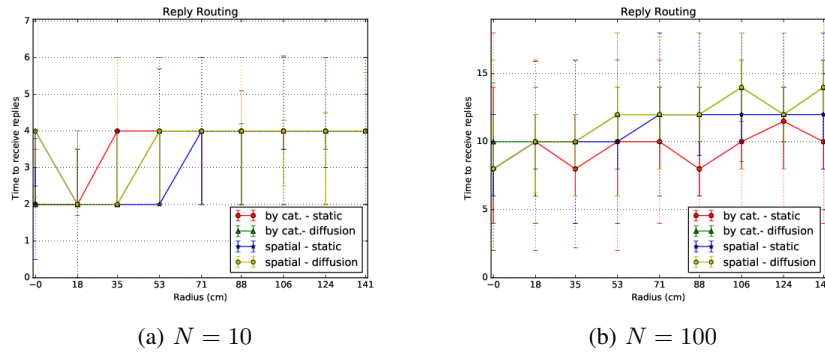 Reply Routing
Time to receive replies
7
6
5
4
3
2
1
0
−0 18 35 53 71 88 106 124 141
Radius (cm)
by cat. - static
by cat.- diffusion
spatial - static
spatial - diffusion
(a) N = 10
Reply Routing
Time to receive replies
15
10
5
0
−0 18 35 53 71 88 106 124 14
Radius (cm)
by cat. - static
by cat.- diffusion
spatial - static
spatial - diffusion
(b) N = 100